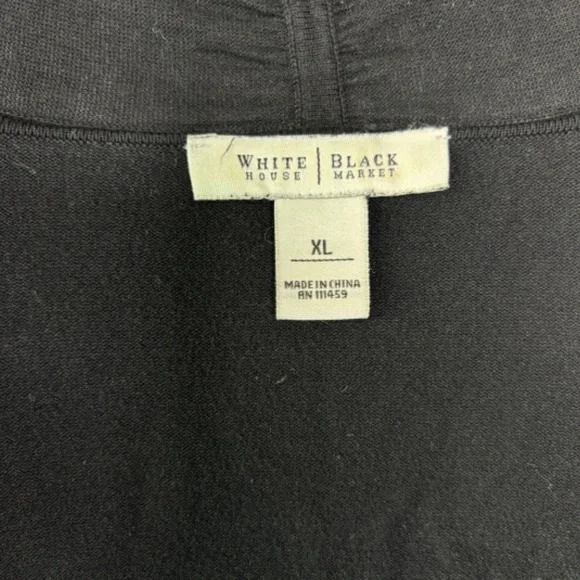 WHITE | BLACK
HOUSE | MARKET
XL
MADE IN CHINA
RN 111459